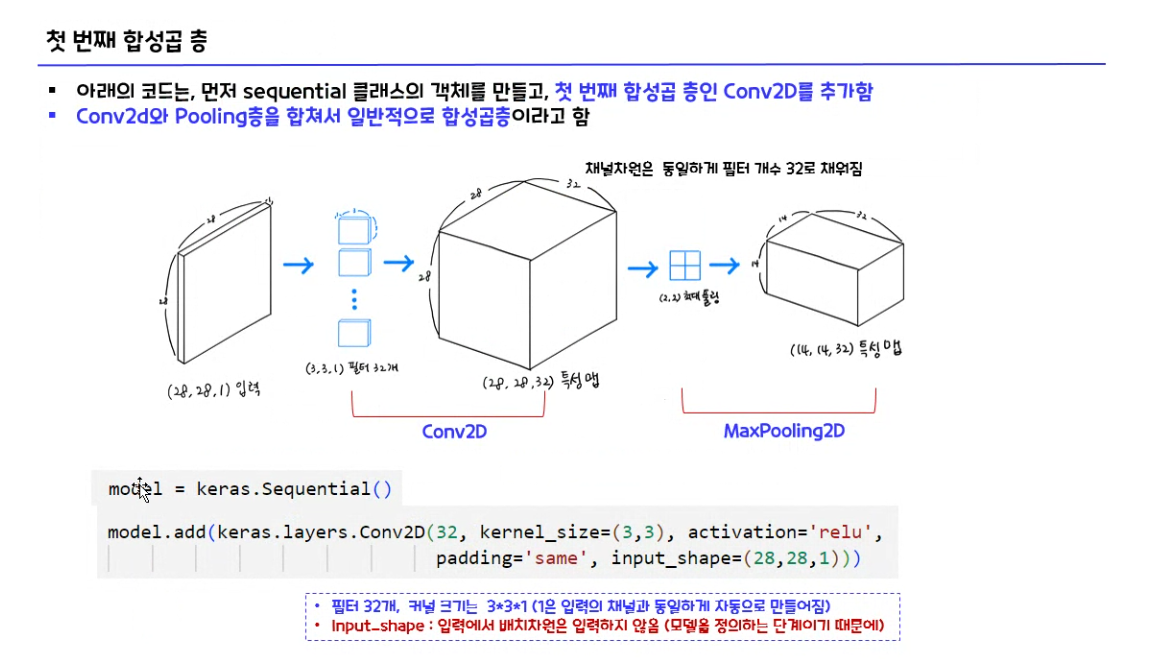 첫 번째 합성곱 층
▪ 아래의 코드는, 먼저 sequential 클래스의 객체를 만들고, 첫 번째 합성곱 층인 Conv2D를 추가함
▪ Conv2d와 Pooling층을 합쳐서 일반적으로 합성곱층이라고 함
채널차원은 동일하게 필터 개수 32로 채워짐
28
1
28
1
1
28
32
28
14
32
14
(28, 28, 1) 입력
(3, 3, 1) 필터 32개
(28, 28, 32) 특성 맵
(2, 2) 최대 풀링
(14, 14, 32) 특성 맵
Conv2D
MaxPooling2D
model = keras.Sequential()
model.add(keras.layers.Conv2D(32, kernel_size=(3,3), activation='relu',
padding='same', input_shape=(28,28,1)))
• 필터 32개, 커널 크기는 3*3*1 (1은 입력의 채널과 동일하게 자동으로 만들어짐)
• Input_shape : 입력에서 배치차원은 입력하지 않음 (모델을 정의하는 단계이기 때문에)